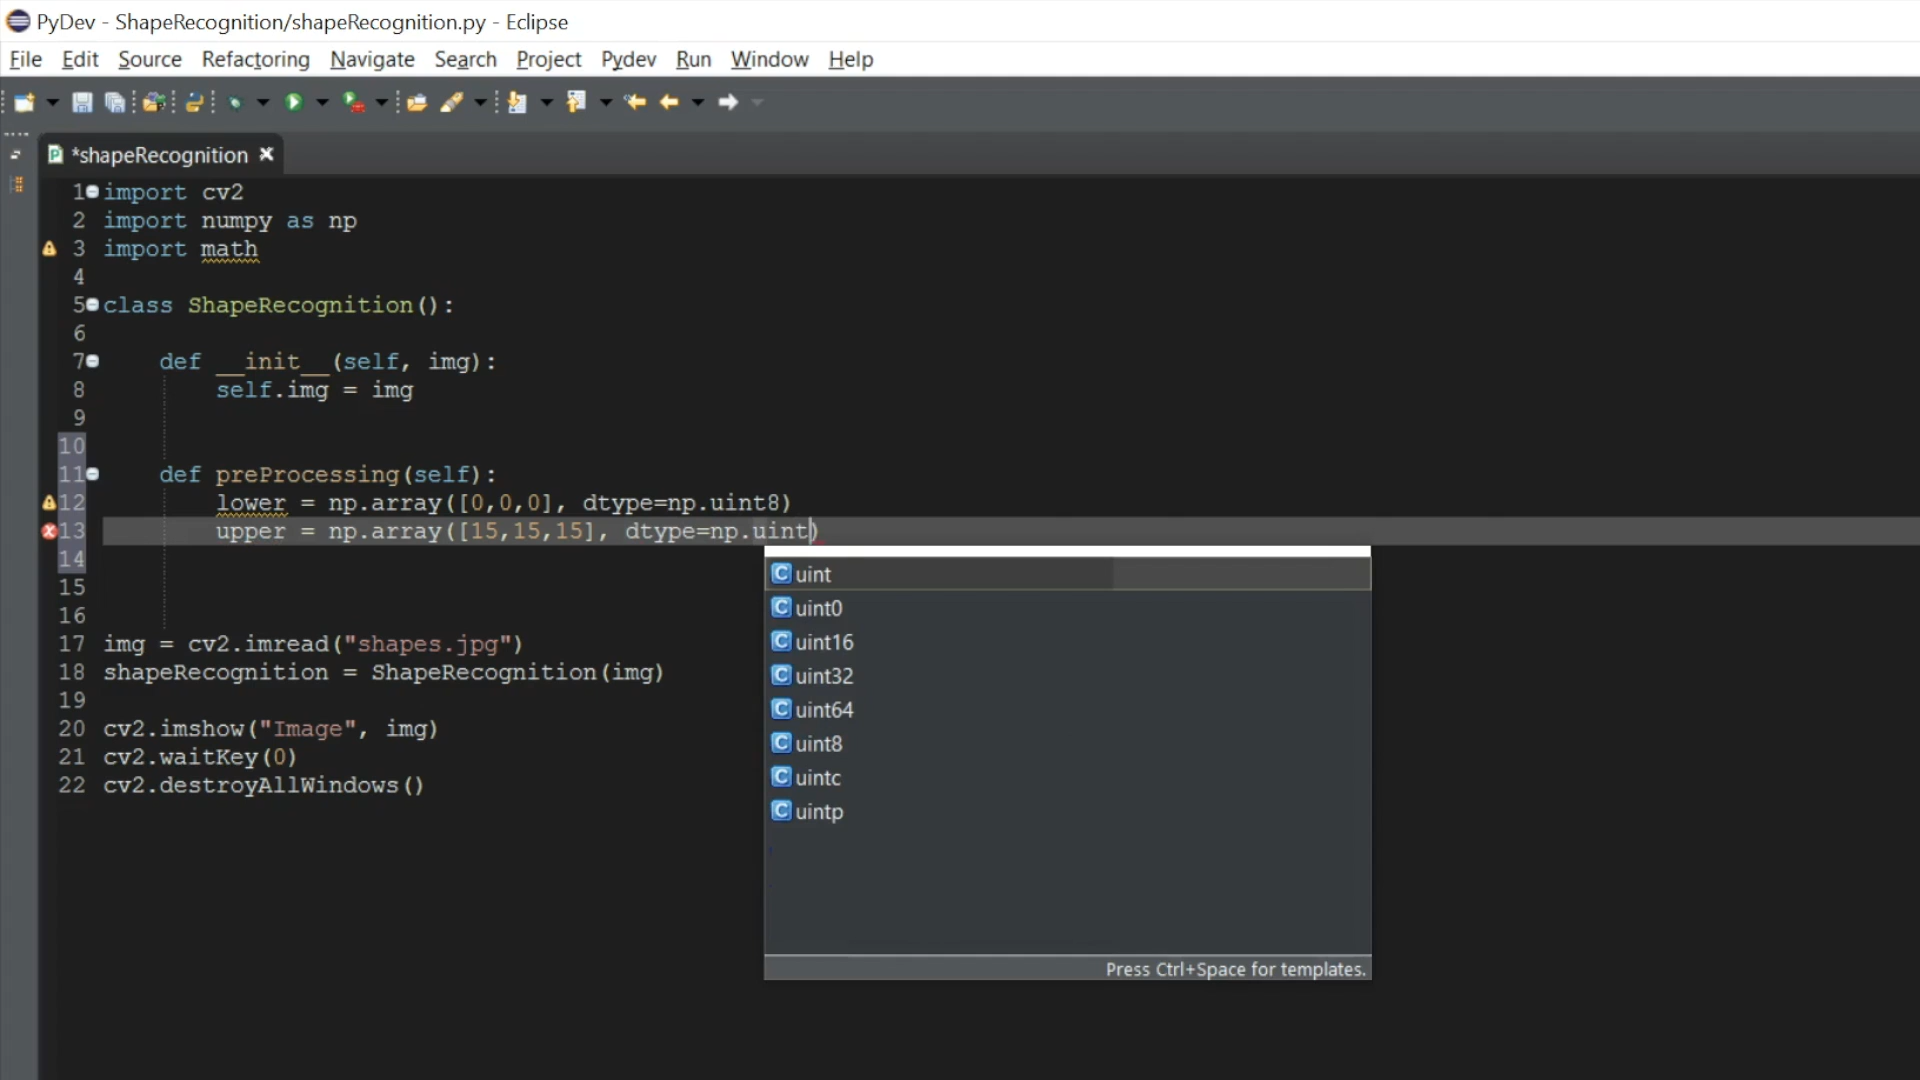 PyDev - ShapeRecognition/shapeRecognition.py - Eclipse
File Edit Source Refactoring Navigate Search Project Pydev Run Window Help
*shapeRecognition
1 import cv2
2 import numpy as np
3 import math
4
5 class ShapeRecognition():
6
7     def __init__(self, img):
8         self.img = img
9
10
11     def preProcessing(self):
12         lower = np.array([0,0,0], dtype=np.uint8)
13         upper = np.array([15,15,15], dtype=np.uint)
14
15
16
17 img = cv2.imread("shapes.jpg")
18 shapeRecognition = ShapeRecognition(img)
19
20 cv2.imshow("Image", img)
21 cv2.waitKey(0)
22 cv2.destroyAllWindows()
C uint
C uint0
C uint16
C uint32
C uint64
C uint8
C uintc
C uintp
Press Ctrl+Space for templates.